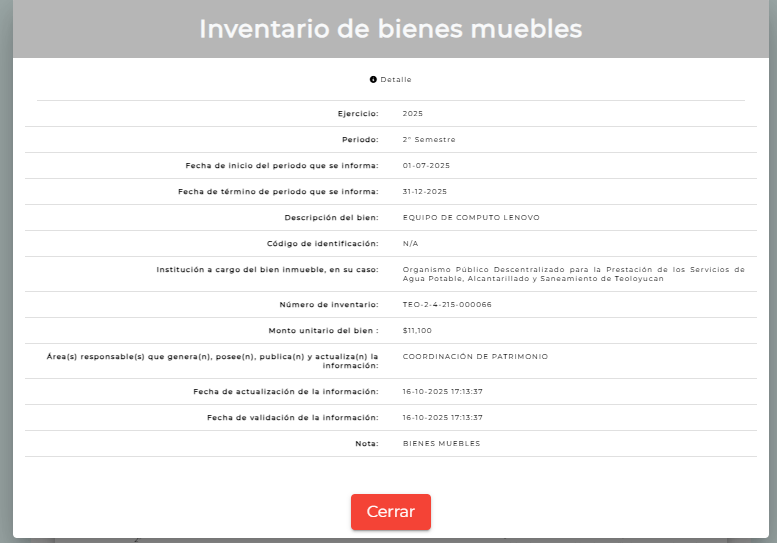 Inventario de bienes muebles
Detalle
Ejercicio: 2025
Periodo: 2° Semestre
Fecha de inicio del periodo que se informa: 01-07-2025
Fecha de término de periodo que se informa: 31-12-2025
Descripción del bien: EQUIPO DE COMPUTO LENOVO
Código de identificación: N/A
Institución a cargo del bien inmueble, en su caso: Organismo Público Descentralizado para la Prestación de los Servicios de
Agua Potable, Alcantarillado y Saneamiento de Teoloyucan
Número de inventario: TEO-2-4-215-000066
Monto unitario del bien : $11,100
Área(s) responsable(s) que genera(n), posee(n), publica(n) y actualiza(n) la
información: COORDINACIÓN DE PATRIMONIO
Fecha de actualización de la información: 16-10-2025 17:13:37
Fecha de validación de la información: 16-10-2025 17:13:37
Nota: BIENES MUEBLES
Cerrar